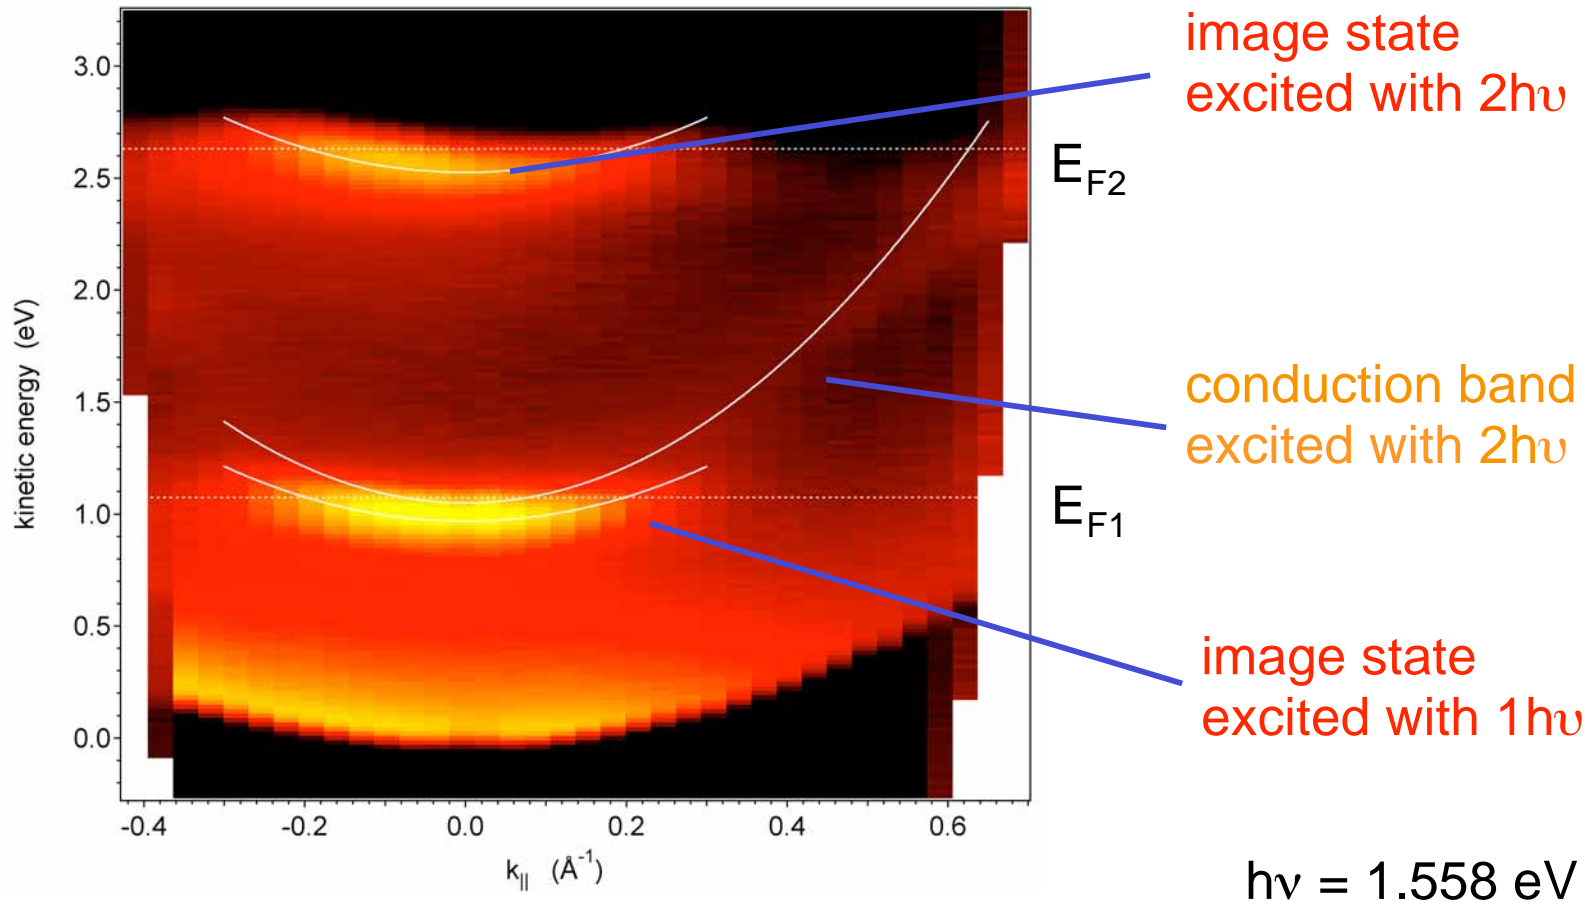 image state
excited with 2hυ
E_F2
conduction band
excited with 2hυ
E_F1
image state
excited with 1hυ
hν = 1.558 eV
kinetic energy (eV)
3.0
2.5
2.0
1.5
1.0
0.5
0.0
-0.4 -0.2 0.0 0.2 0.4 0.6
k_|| (Å⁻¹)